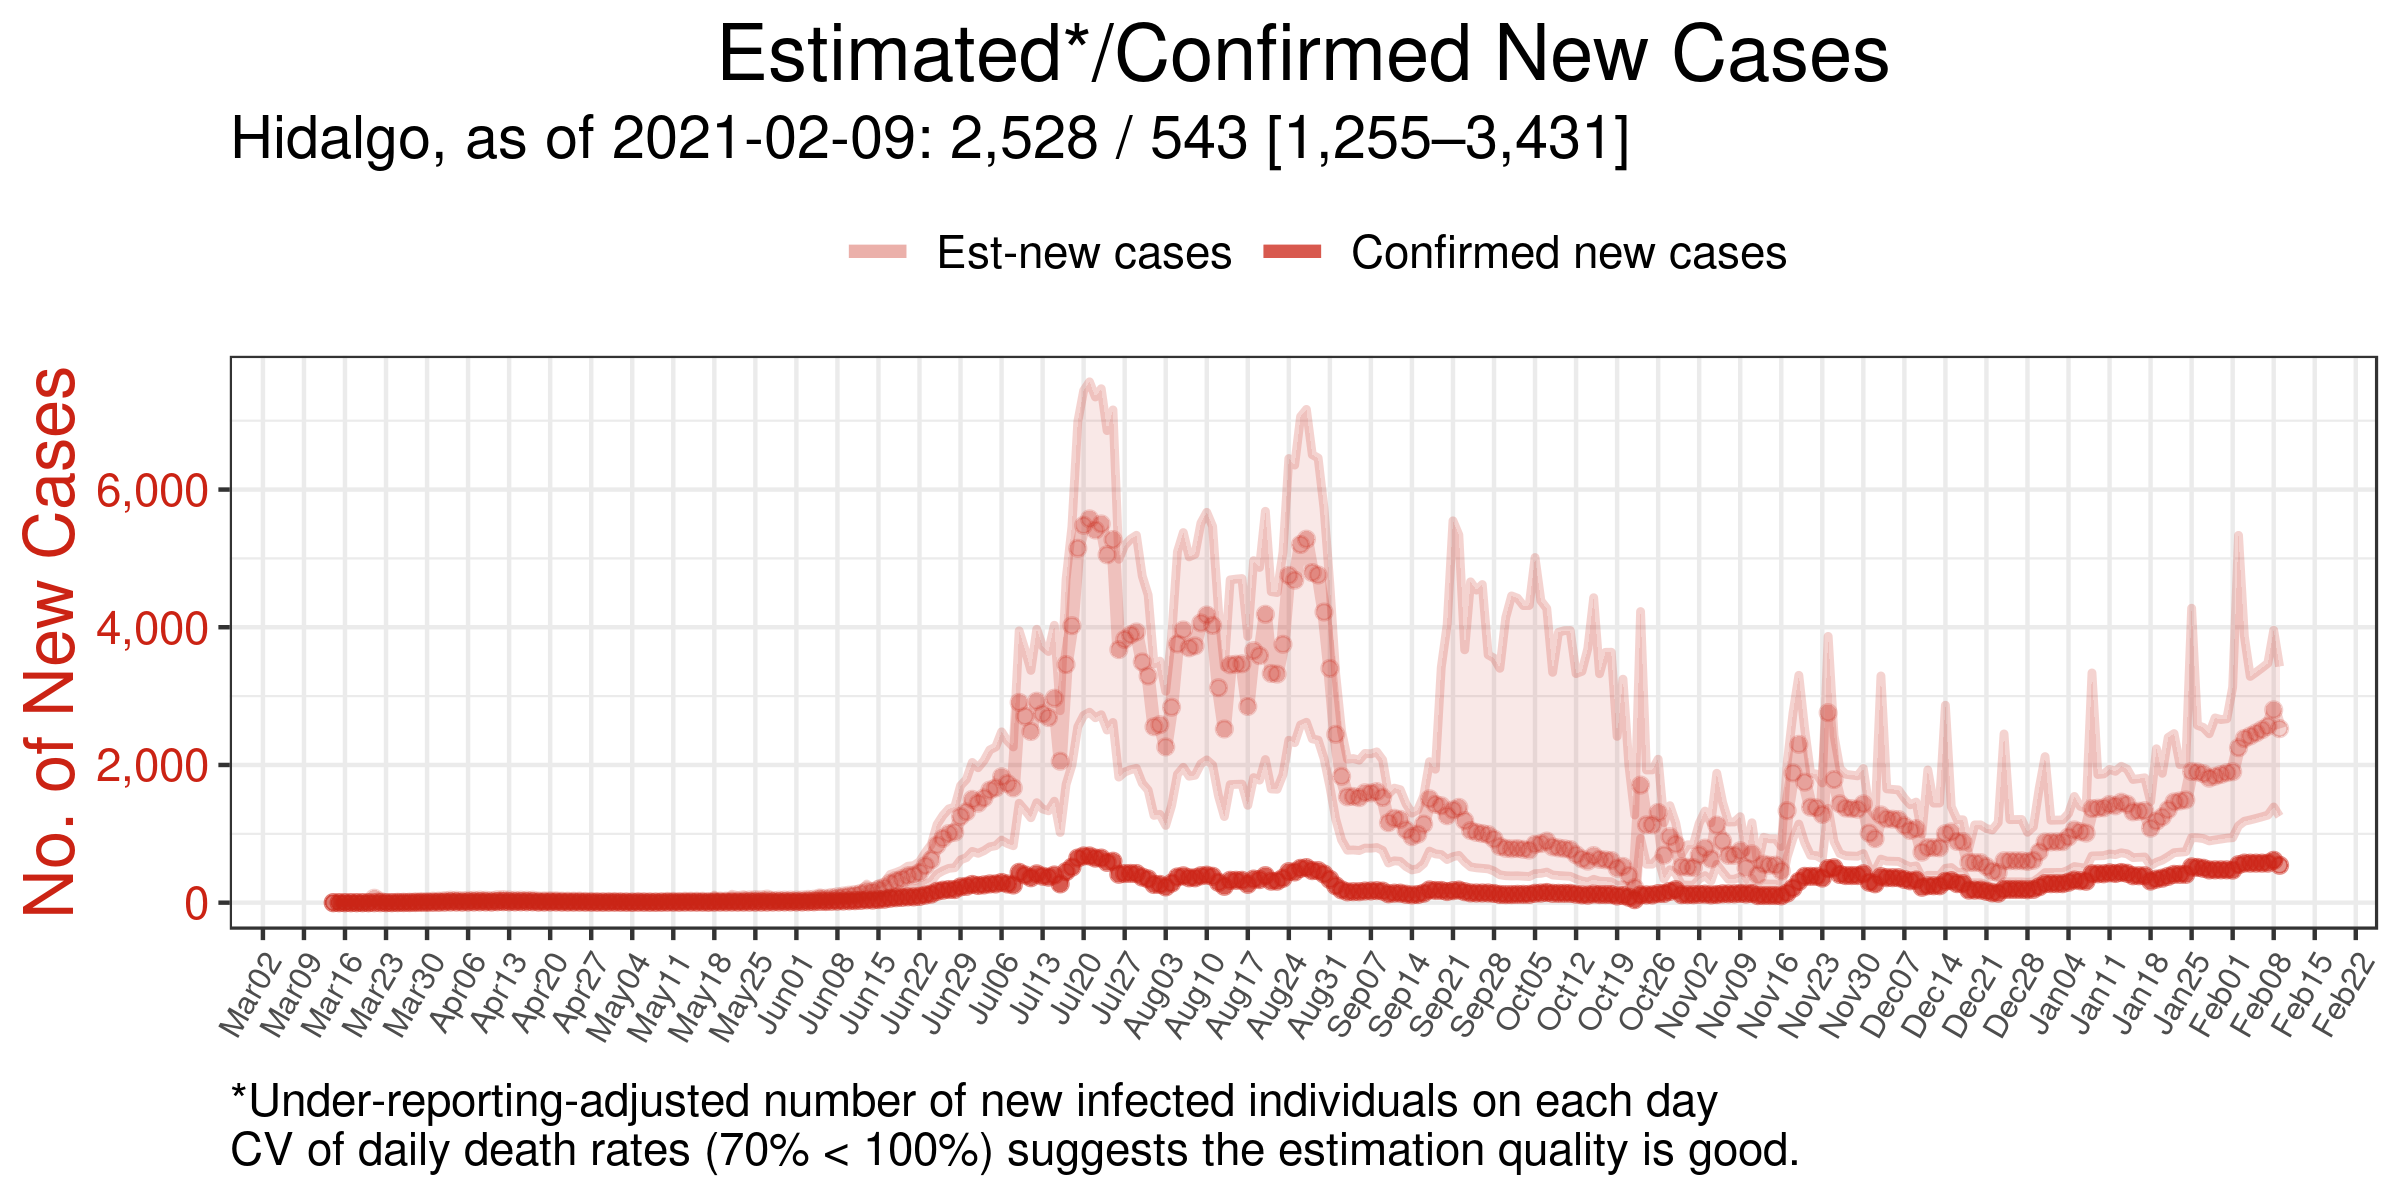 Estimated*/Confirmed New Cases
Hidalgo, as of 2021-02-09: 2,528 / 543 [1,255–3,431]
Est-new cases Confirmed new cases
No. of New Cases
6,000
4,000
2,000
0
Mar02 Mar09 Mar16 Mar23 Mar30 Apr06 Apr13 Apr20 Apr27 May04 May11 May18 May25 Jun01 Jun08 Jun15 Jun22 Jun29 Jul06 Jul13 Jul20 Jul27 Aug03 Aug10 Aug17 Aug24 Aug31 Sep07 Sep14 Sep21 Sep28 Oct05 Oct12 Oct19 Oct26 Nov02 Nov09 Nov16 Nov23 Nov30 Dec07 Dec14 Dec21 Dec28 Jan04 Jan11 Jan18 Jan25 Feb01 Feb08 Feb15 Feb22
*Under-reporting-adjusted number of new infected individuals on each day
CV of daily death rates (70% < 100%) suggests the estimation quality is good.